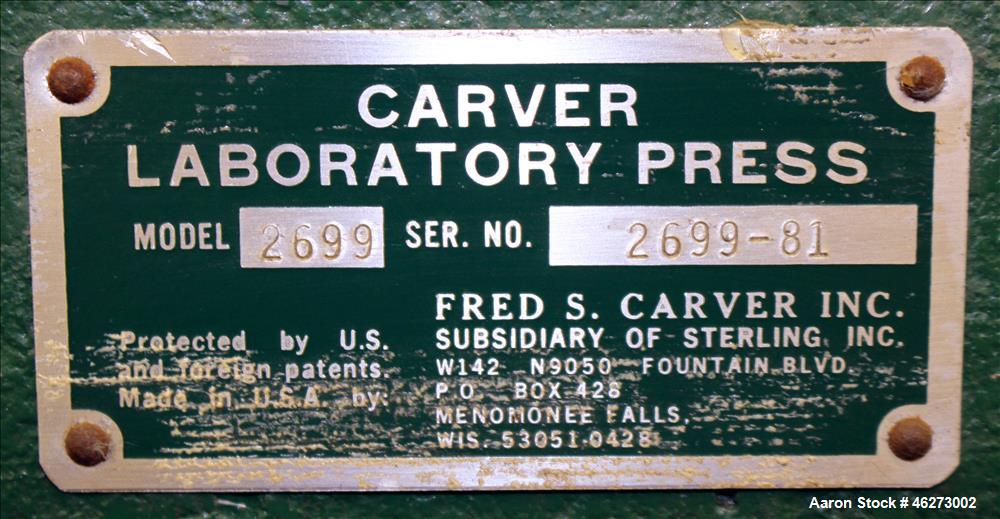 CARVER
LABORATORY PRESS
MODEL 2699 SER. NO. 2699-81
FRED S. CARVER INC.
Protected by U.S. SUBSIDIARY OF STERLING, INC.
and foreign patents. W142 N9050 FOUNTAIN BLVD.
Made in U.S.A. by: P O BOX 428
MENOMONEE FALLS,
WIS. 53051-0428
Aaron Stock # 46273002